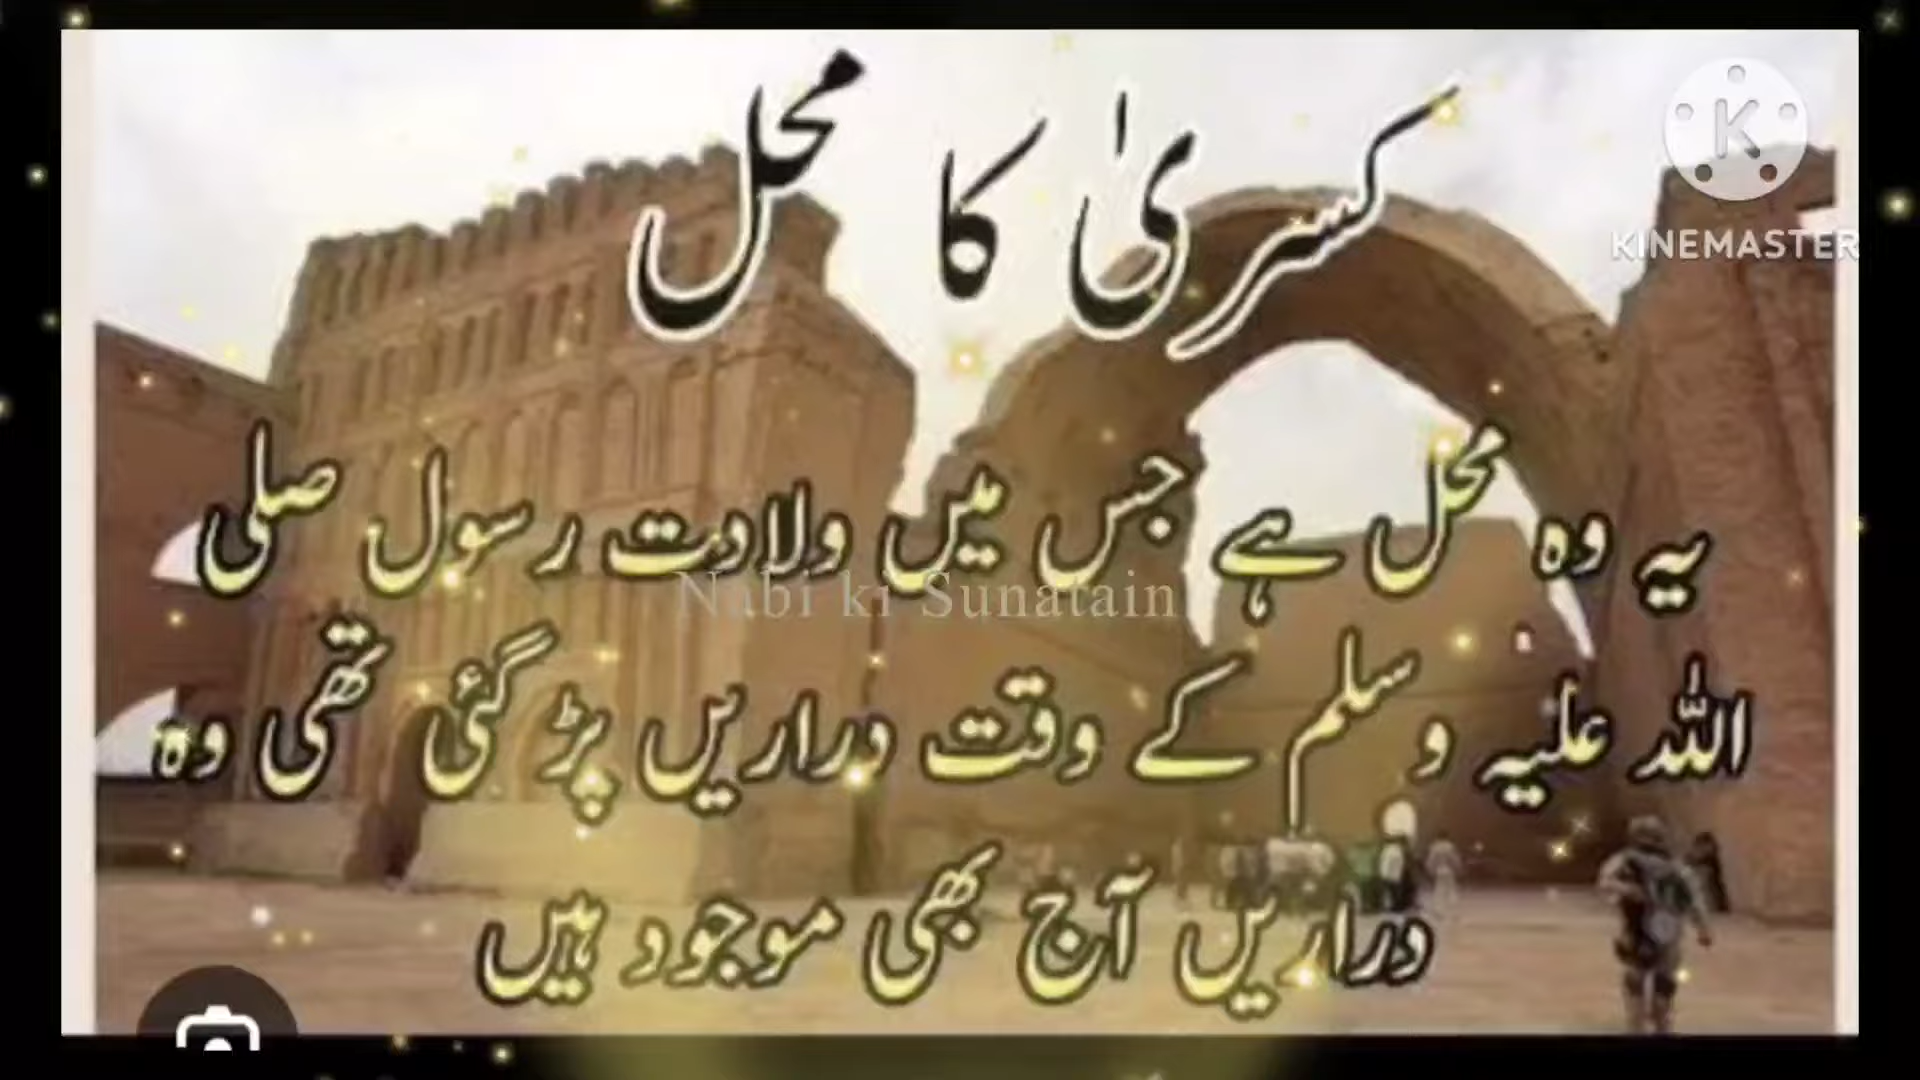 کسریٰ کا محل
KINEMASTER
یہ وہ محل ہے جس میں ولادت رسول صلی
Nabi ki Sunatain
اللہ علیہ وسلم کے وقت دراریں پڑ گئی تھی وہ
دراریں آج بھی موجود ہیں